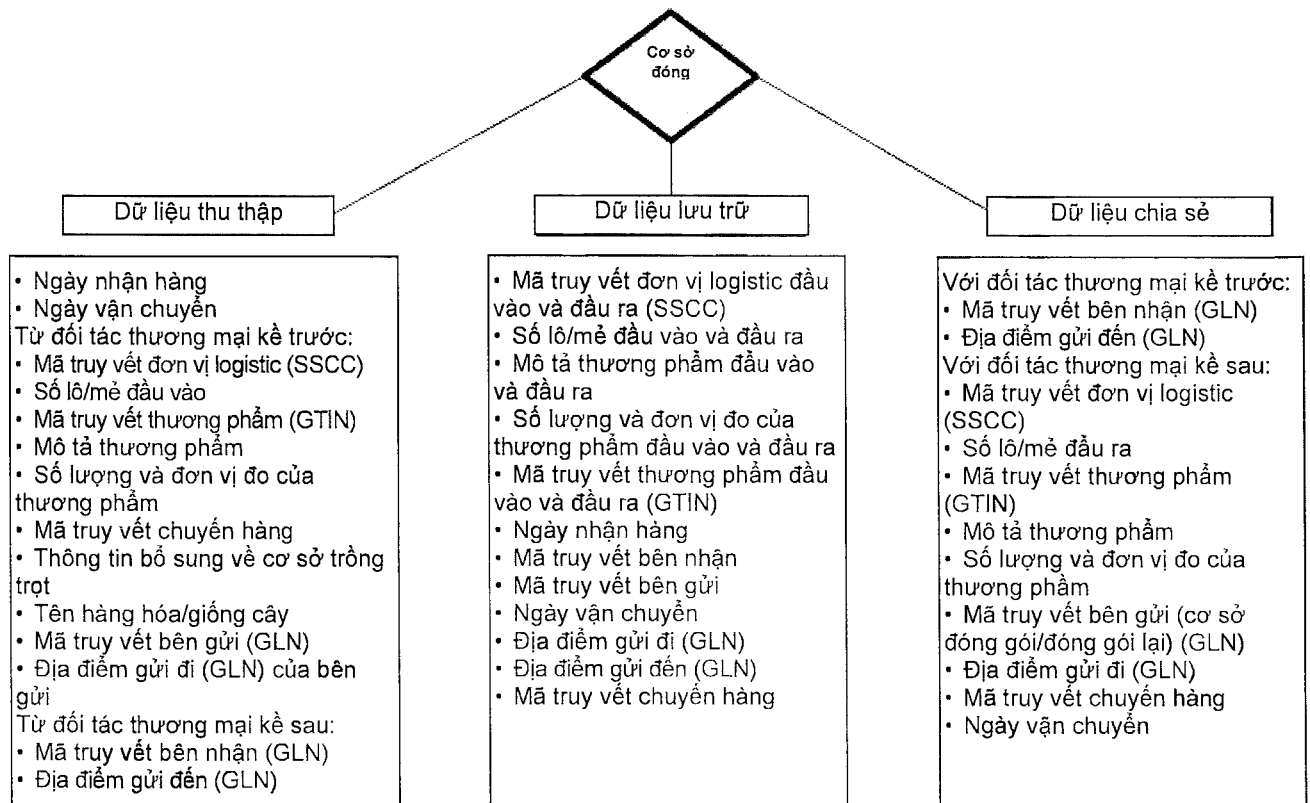 Cơ sở
đóng
Dữ liệu thu thập
Dữ liệu lưu trữ
Dữ liệu chia sẻ
• Ngày nhận hàng
• Ngày vận chuyển
Từ đối tác thương mại kề trước:
• Mã truy vết đơn vị logistic (SSCC)
• Số lô/mẻ đầu vào
• Mã truy vết thương phẩm (GTIN)
• Mô tả thương phẩm
• Số lượng và đơn vị đo của
thương phẩm
• Mã truy vết chuyến hàng
• Thông tin bổ sung về cơ sở trồng
trọt
• Tên hàng hóa/giống cây
• Mã truy vết bên gửi (GLN)
• Địa điểm gửi đi (GLN) của bên
gửi
Từ đối tác thương mại kề sau:
• Mã truy vết bên nhận (GLN)
• Địa điểm gửi đến (GLN)
• Mã truy vết đơn vị logistic đầu
vào và đầu ra (SSCC)
• Số lô/mẻ đầu vào và đầu ra
• Mô tả thương phẩm đầu vào
và đầu ra
• Số lượng và đơn vị đo của
thương phẩm đầu vào và đầu ra
• Mã truy vết thương phẩm đầu
vào và đầu ra (GTIN)
• Ngày nhận hàng
• Mã truy vết bên nhận
• Mã truy vết bên gửi
• Ngày vận chuyển
• Địa điểm gửi đi (GLN)
• Địa điểm gửi đến (GLN)
• Mã truy vết chuyến hàng
Với đối tác thương mại kề trước:
• Mã truy vết bên nhận (GLN)
• Địa điểm gửi đến (GLN)
Với đối tác thương mại kề sau:
• Mã truy vết đơn vị logistic
(SSCC)
• Số lô/mẻ đầu ra
• Mã truy vết thương phẩm
(GTIN)
• Mô tả thương phẩm
• Số lượng và đơn vị đo của
thương phẩm
• Mã truy vết bên gửi (cơ sở
đóng gói/đóng gói lại) (GLN)
• Địa điểm gửi đi (GLN)
• Mã truy vết chuyến hàng
• Ngày vận chuyển